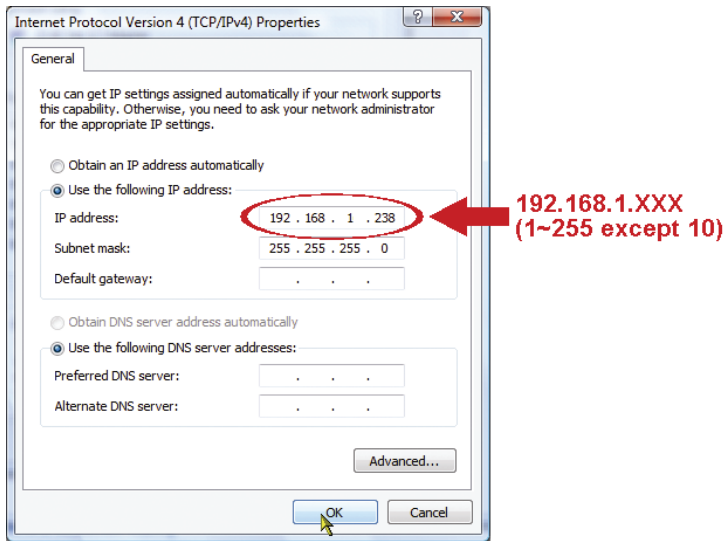 Internet Protocol Version 4 (TCP/IPv4) Properties
General
You can get IP settings assigned automatically if your network supports
this capability. Otherwise, you need to ask your network administrator
for the appropriate IP settings.
Obtain an IP address automatically
Use the following IP address:
IP address: 192 . 168 . 1 . 238
Subnet mask: 255 . 255 . 255 . 0
Default gateway: . . .
192.168.1.XXX
(1~255 except 10)
Obtain DNS server address automatically
Use the following DNS server addresses:
Preferred DNS server: . . .
Alternate DNS server: . . .
Advanced...
OK Cancel